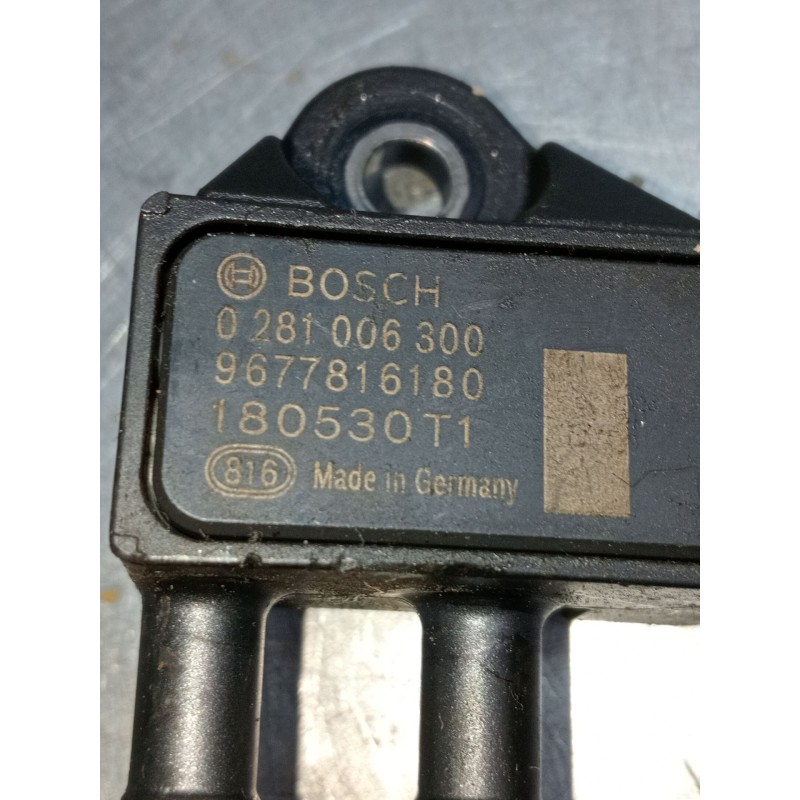 BOSCH
0 281 006 300
9677816180
180530T1
816 Made in Germany